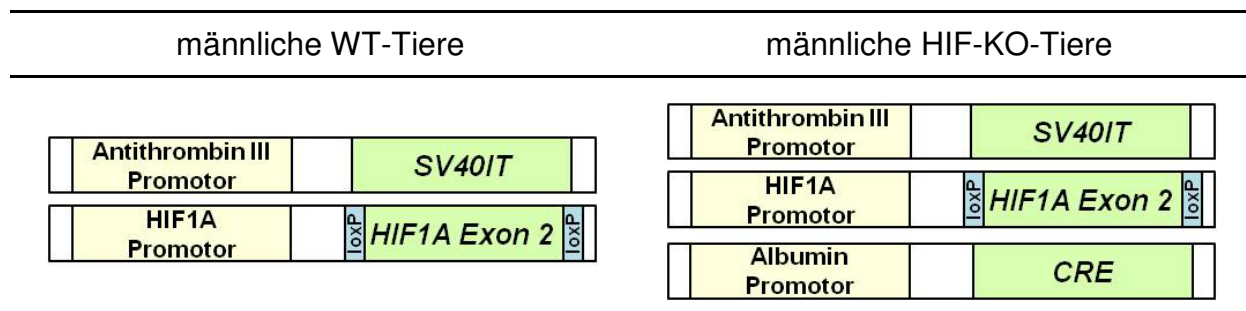 männliche WT-Tiere
männliche HIF-KO-Tiere
Antithrombin III
Promotor
SV40IT
HIF1A
Promotor
loxP
HIF1A Exon 2
loxP
Antithrombin III
Promotor
SV40IT
HIF1A
Promotor
loxP
HIF1A Exon 2
loxP
Albumin
Promotor
CRE